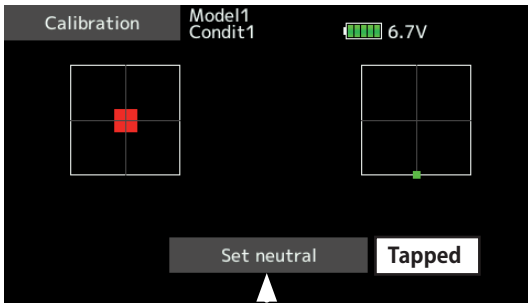 Calibration
Model1
Condit1
6.7V
Set neutral
Tapped